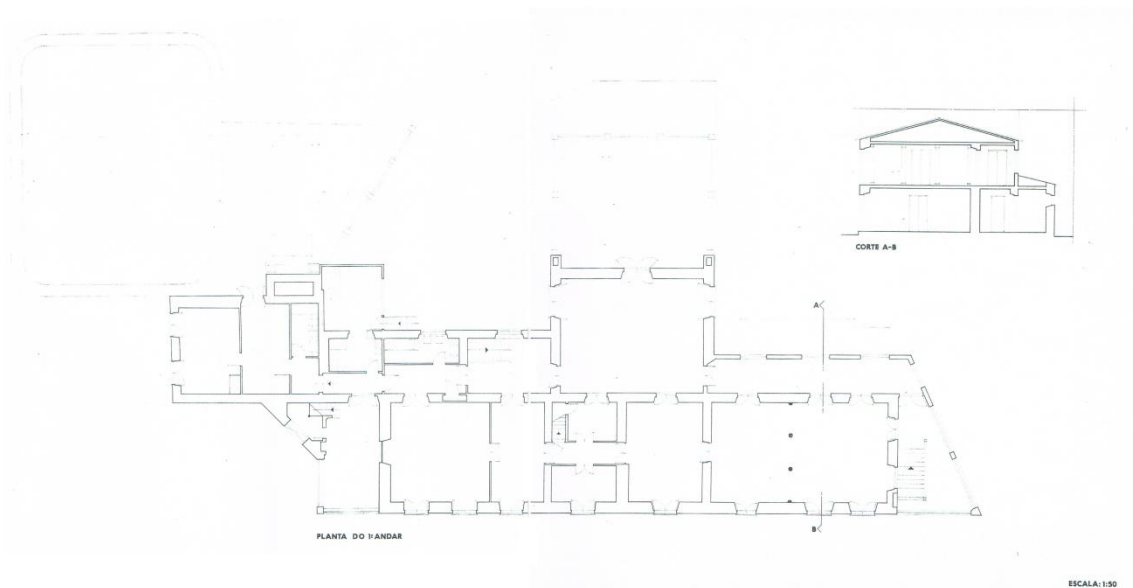 CORTE A-B
A
B
PLANTA DO 1º ANDAR
ESCALA: 1:50